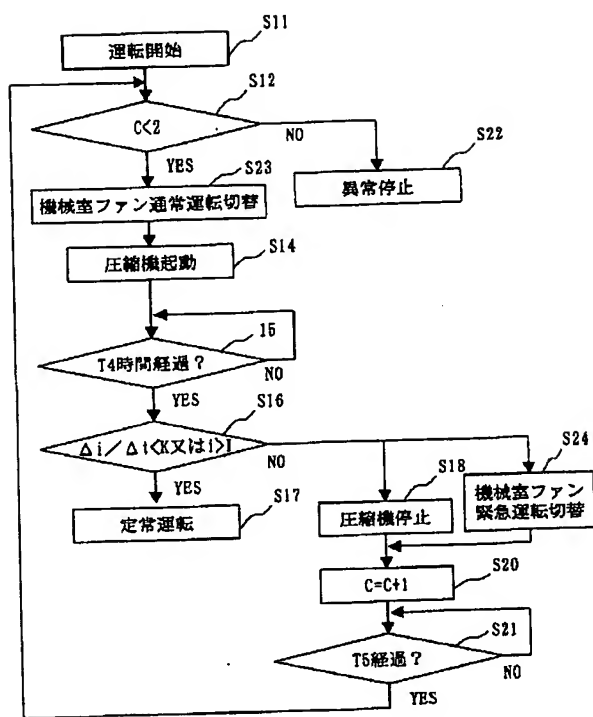 運転開始
S11
C<2
S12
NO
YES
異常停止
S22
機械室ファン通常運転切替
S23
圧縮機起動
S14
T4時間経過?
15
NO
YES
Δi/Δt<K又はi>I
S16
NO
YES
定常運転
S17
圧縮機停止
S18
機械室ファン
緊急運転切替
S24
C=C+1
S20
T5経過?
S21
NO
YES